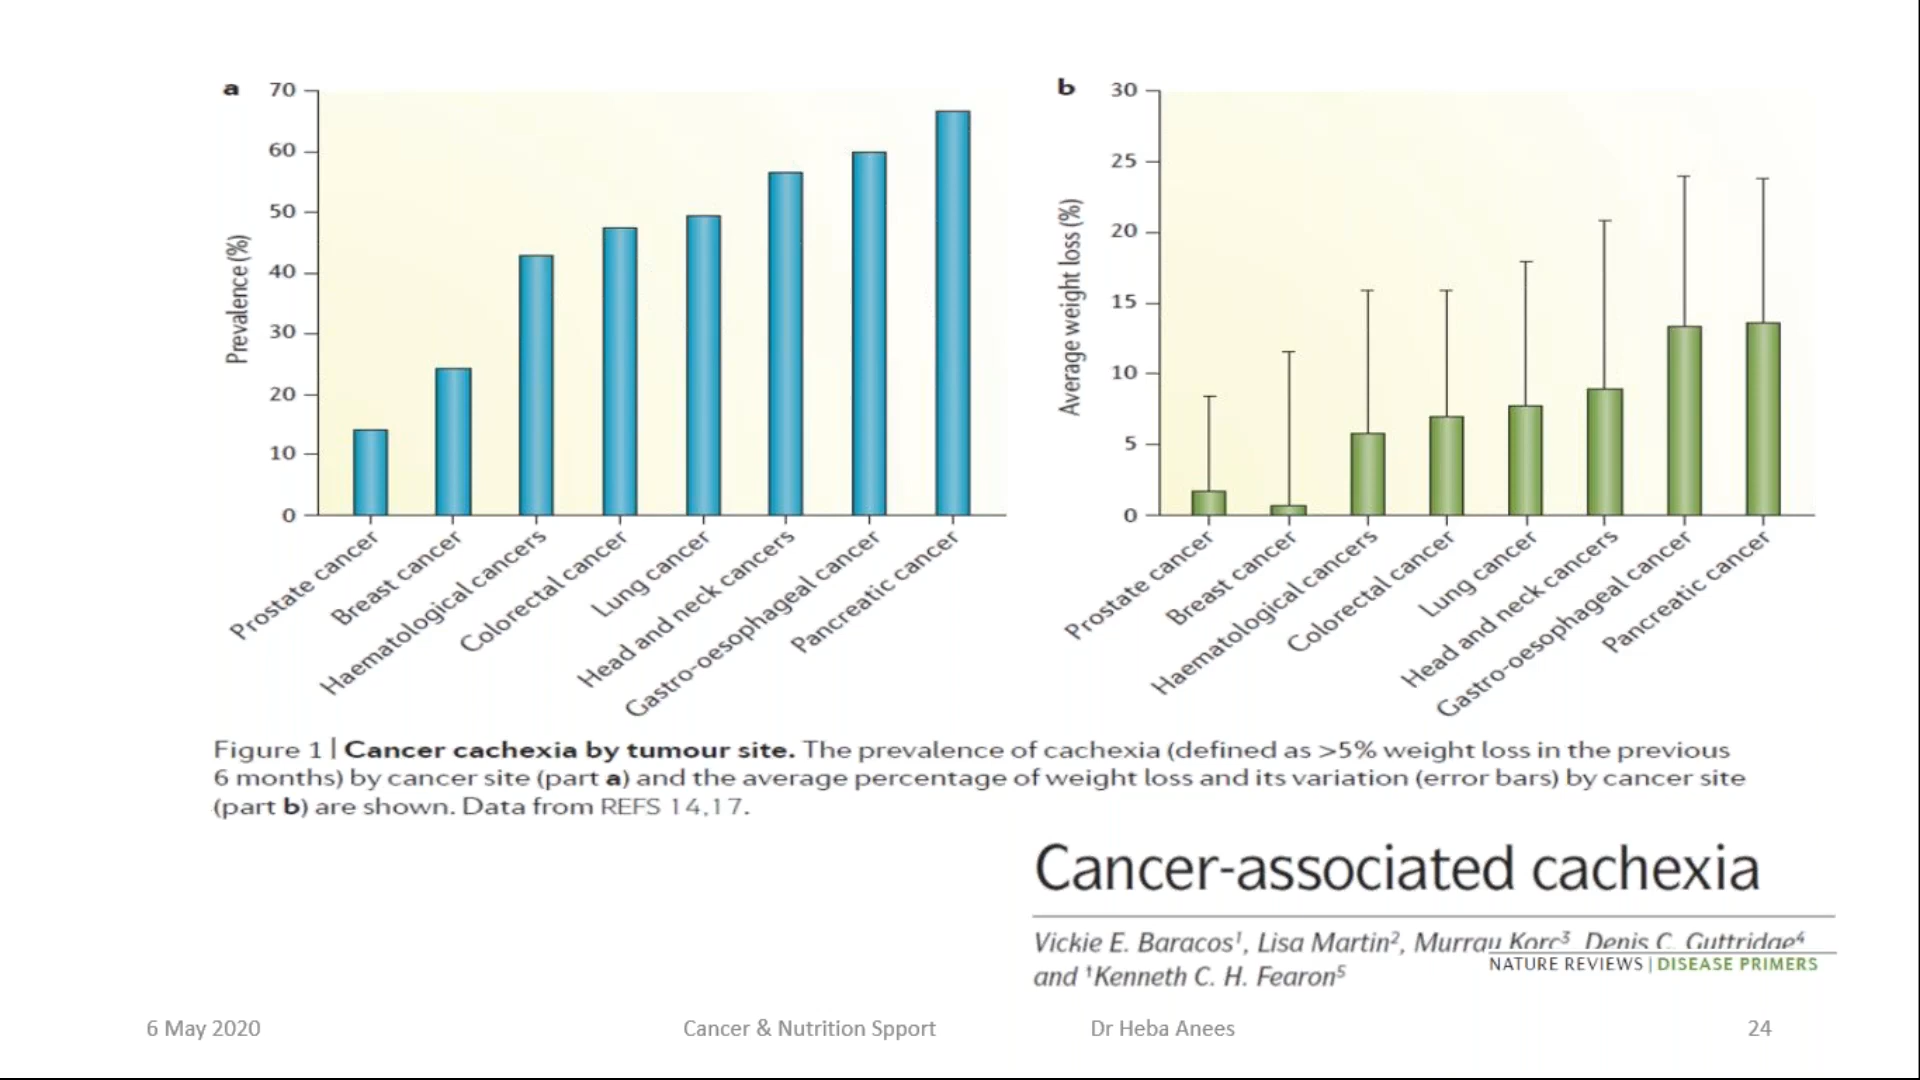 a
70
60
50
40
30
20
10
0
Prevalence (%)
Prostate cancer
Breast cancer
Haematological cancers
Colorectal cancer
Lung cancer
Head and neck cancers
Gastro-oesophageal cancer
Pancreatic cancer
b
30
25
20
15
10
5
0
Average weight loss (%)
Prostate cancer
Breast cancer
Haematological cancers
Colorectal cancer
Lung cancer
Head and neck cancers
Gastro-oesophageal cancer
Pancreatic cancer
Figure 1 | Cancer cachexia by tumour site. The prevalence of cachexia (defined as >5% weight loss in the previous
6 months) by cancer site (part a) and the average percentage of weight loss and its variation (error bars) by cancer site
(part b) are shown. Data from REFS 14,17.
Cancer-associated cachexia
Vickie E. Baracos¹, Lisa Martin², Murray Korc³, Denis C. Guttridge⁴
and †Kenneth C. H. Fearon⁵
NATURE REVIEWS | DISEASE PRIMERS
6 May 2020
Cancer & Nutrition Spport
Dr Heba Anees
24